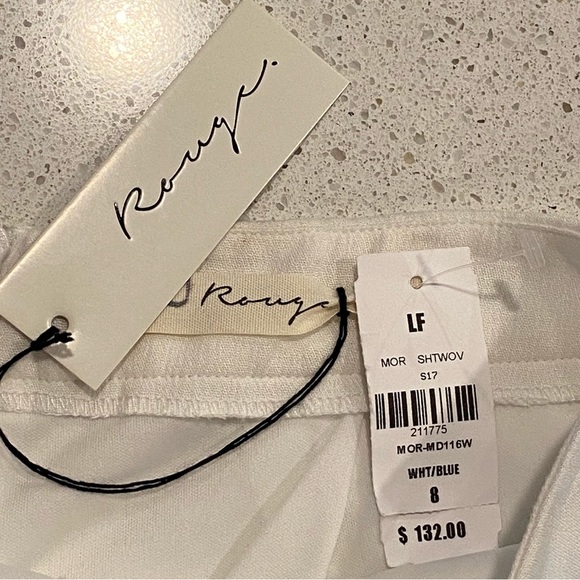 Rouge.
Rouge
LF
MOR SHTWOV
S17
211775
MOR-MD116W
WHT/BLUE
8
$ 132.00